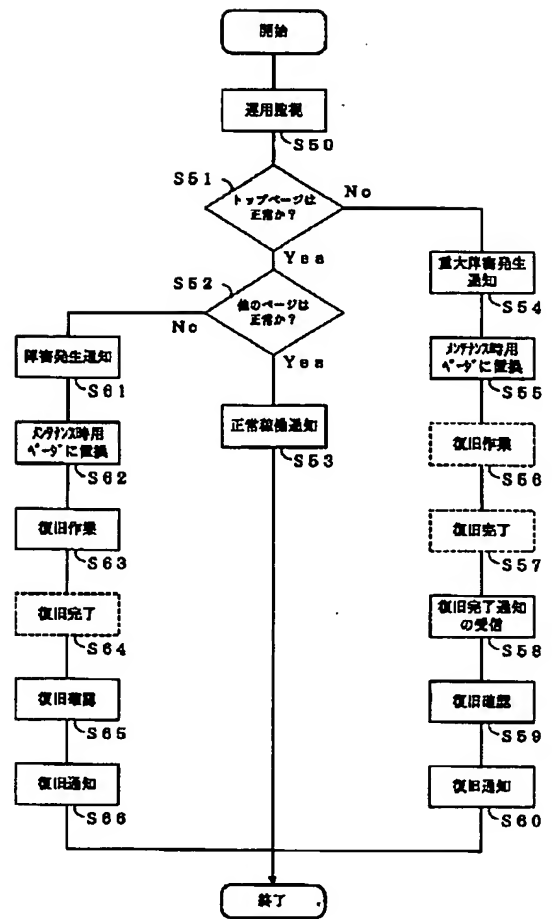 開始
運用監視
S50
S51
トップページは
正常か?
No
Yes
S52
他のページは
正常か?
No
Yes
重大障害発生
通知
S54
障害発生通知
S61
正常稼働通知
S53
メンテナンス時用
ページに置換
S55
メンテナンス時用
ページに置換
S62
復旧作業
S56
復旧作業
S63
復旧完了
S57
復旧完了
S64
復旧完了通知
の受信
S58
復旧確認
S65
復旧確認
S59
復旧通知
S66
復旧通知
S60
終了